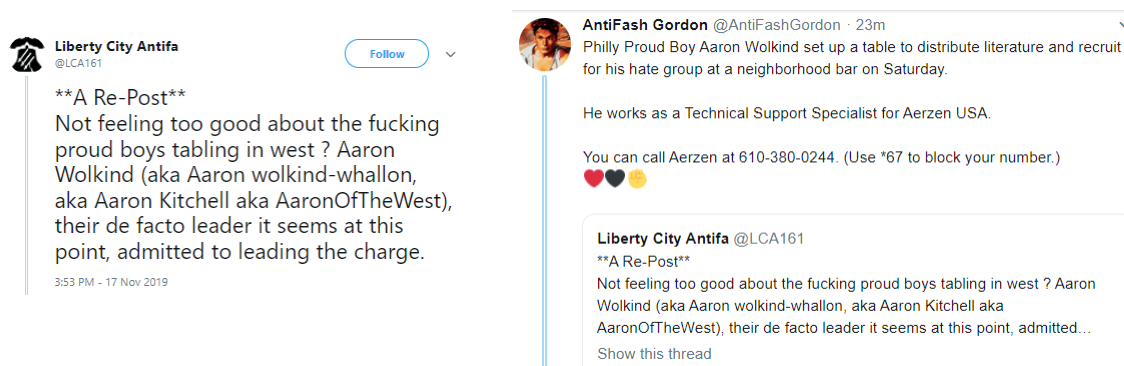 Liberty City Antifa
@LCA161
Follow
**A Re-Post**
Not feeling too good about the fucking
proud boys tabling in west ? Aaron
Wolkind (aka Aaron wolkind-whallon,
aka Aaron Kitchell aka AaronOfTheWest),
their de facto leader it seems at this
point, admitted to leading the charge.
3:53 PM - 17 Nov 2019
AntiFash Gordon @AntiFashGordon · 23m
Philly Proud Boy Aaron Wolkind set up a table to distribute literature and recruit
for his hate group at a neighborhood bar on Saturday.
He works as a Technical Support Specialist for Aerzen USA.
You can call Aerzen at 610-380-0244. (Use *67 to block your number.)
❤️🖤✊
Liberty City Antifa @LCA161
**A Re-Post**
Not feeling too good about the fucking proud boys tabling in west ? Aaron
Wolkind (aka Aaron wolkind-whallon, aka Aaron Kitchell aka
AaronOfTheWest), their de facto leader it seems at this point, admitted...
Show this thread